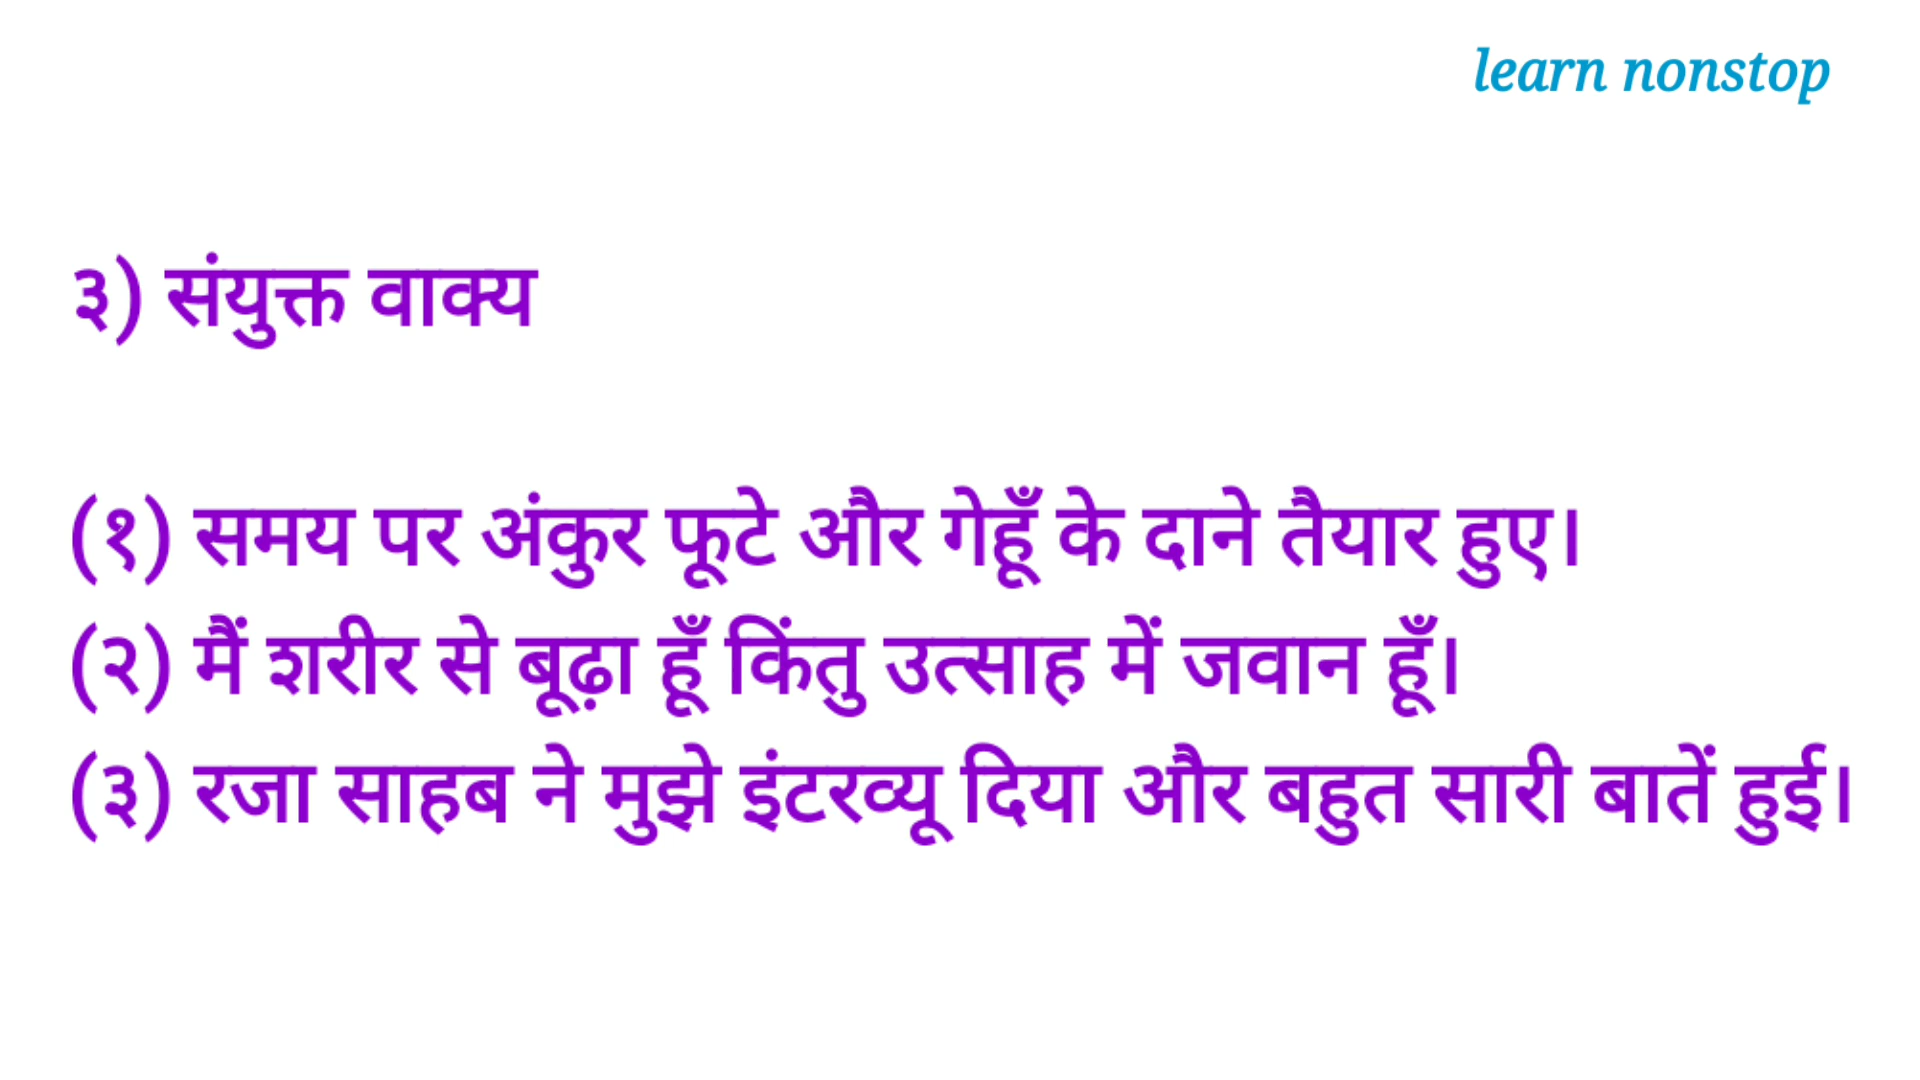 learn nonstop
३) संयुक्त वाक्य
(१) समय पर अंकुर फूटे और गेहूँ के दाने तैयार हुए।
(२) मैं शरीर से बूढ़ा हूँ किंतु उत्साह में जवान हूँ।
(३) रजा साहब ने मुझे इंटरव्यू दिया और बहुत सारी बातें हुई।